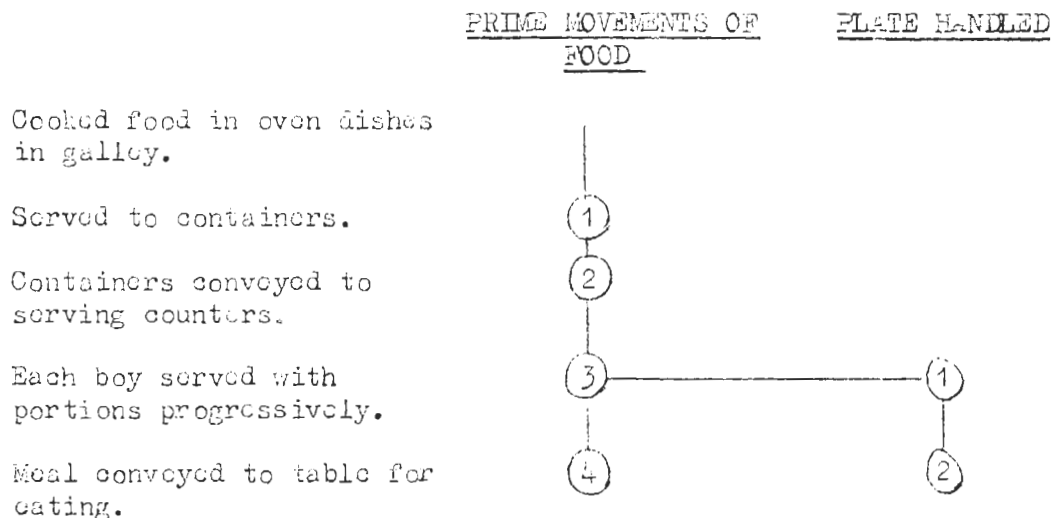 PRIME MOVEMENTS OF PLATE HANDLED
FOOD
Cooked food in oven dishes
in galley.
Served to containers. 1
Containers conveyed to 2
serving counters.
Each boy served with 3 1
portions progressively.
Meal conveyed to table for 4 2
eating.